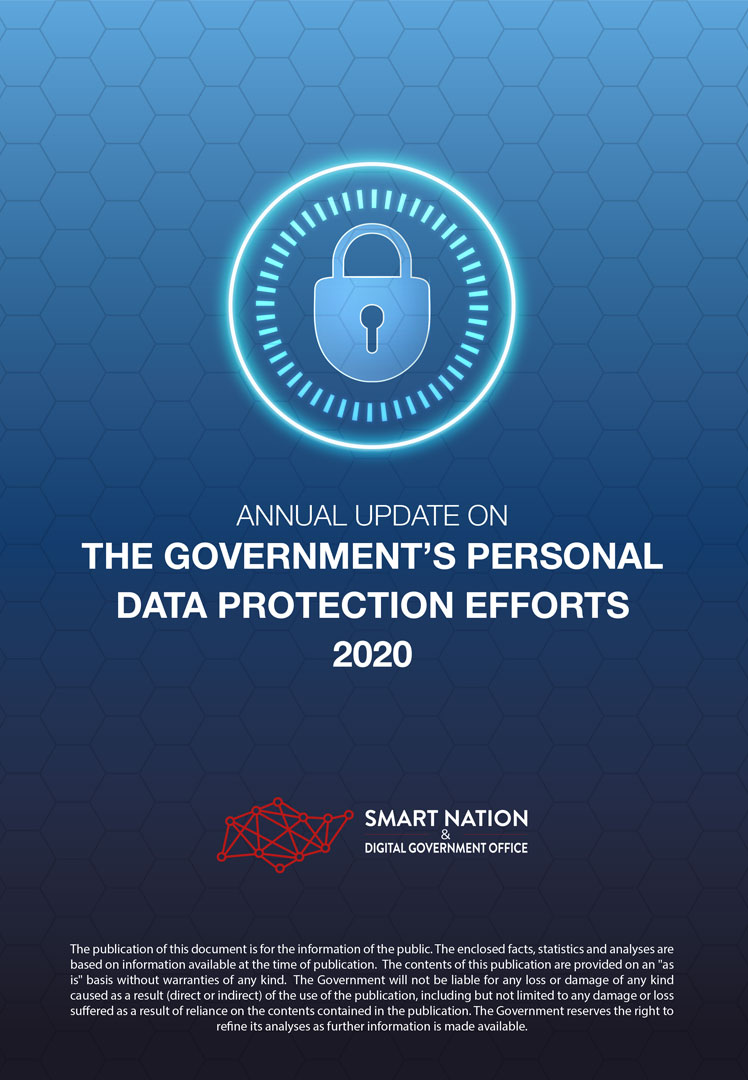 ANNUAL UPDATE ON
THE GOVERNMENT’S PERSONAL
DATA PROTECTION EFFORTS
2020
SMART NATION
&
DIGITAL GOVERNMENT OFFICE
The publication of this document is for the information of the public. The enclosed facts, statistics and analyses are
based on information available at the time of publication.  The contents of this publication are provided on an "as
is" basis without warranties of any kind.  The Government will not be liable for any loss or damage of any kind
caused as a result (direct or indirect) of the use of the publication, including but not limited to any damage or loss
suffered as a result of reliance on the contents contained in the publication. The Government reserves the right to
refine its analyses as further information is made available.